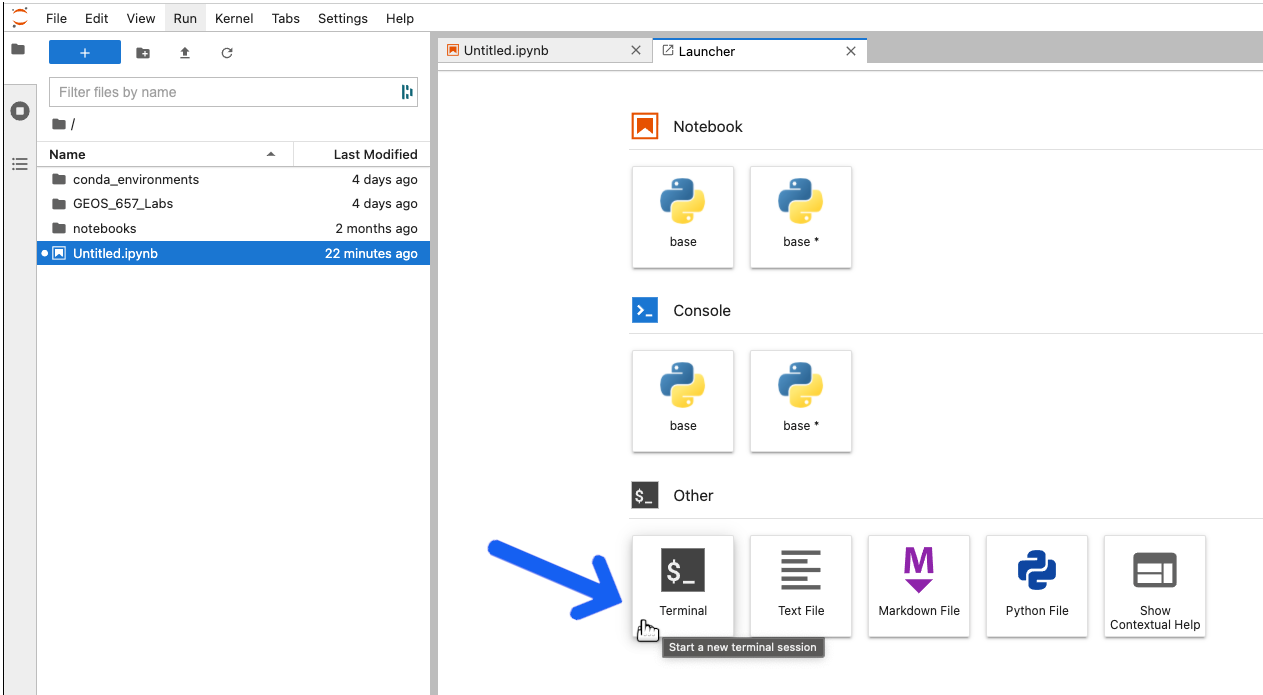 File Edit View Run Kernel Tabs Settings Help
+
Filter files by name
/
Name Last Modified
conda_environments 4 days ago
GEOS_657_Labs 4 days ago
notebooks 2 months ago
Untitled.ipynb 22 minutes ago
Untitled.ipynb
Launcher
Notebook
base
base *
>_ Console
base
base *
$_ Other
$_
Terminal
Text File
M
Markdown File
Python File
Show
Contextual Help
Start a new terminal session